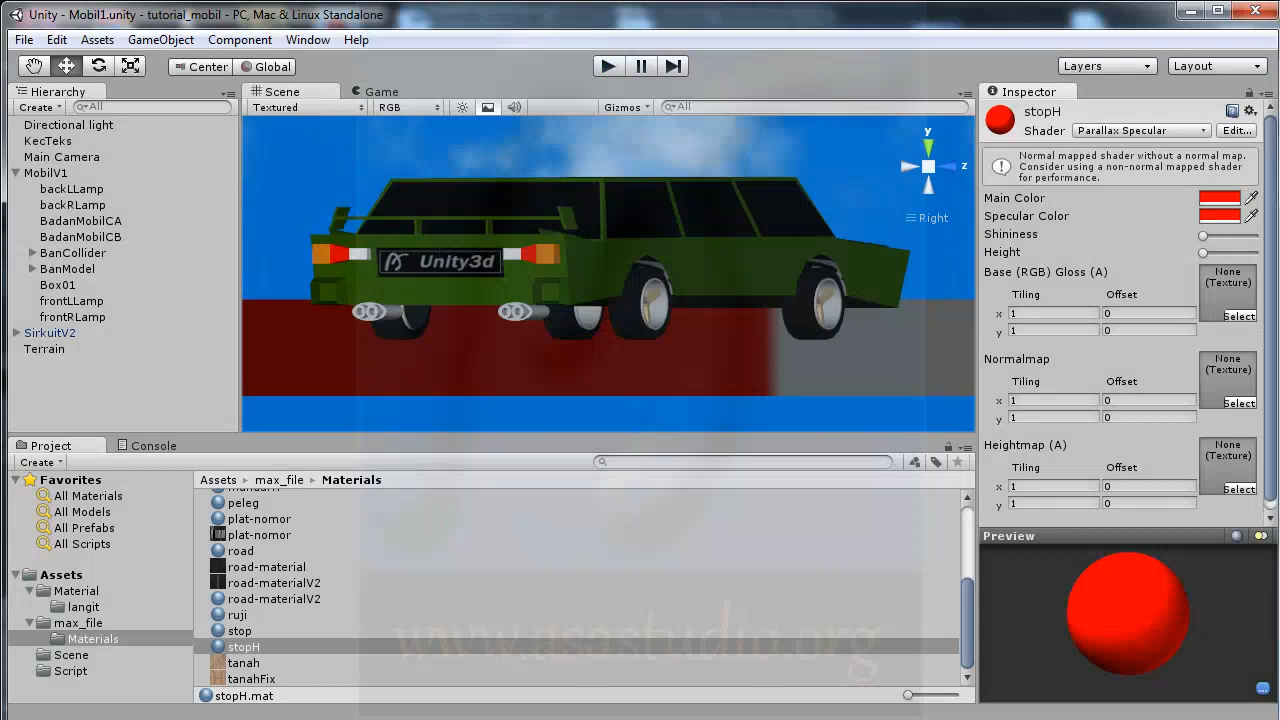 Unity - Mobil1.unity - tutorial_mobil - PC, Mac & Linux Standalone
File Edit Assets GameObject Component Window Help
Center Global Layers Layout
Hierarchy
Create All
Directional light
KecTeks
Main Camera
MobilV1
backLLamp
backRLamp
BadanMobilCA
BadanMobilCB
BanCollider
BanModel
Box01
frontLLamp
frontRLamp
SirkuitV2
Terrain
Scene Game
Textured RGB Gizmos All
y
z
Right
Unity3d
Inspector
stopH
Shader Parallax Specular Edit...
Normal mapped shader without a normal map.
Consider using a non-normal mapped shader
for performance.
Main Color
Specular Color
Shininess
Height
Base (RGB) Gloss (A) None
(Texture)
Tiling Offset
x 1 0 Select
y 1 0
Normalmap None
(Texture)
Tiling Offset
x 1 0 Select
y 1 0
Heightmap (A) None
(Texture)
Tiling Offset
x 1 0 Select
y 1 0
Preview
Project Console
Create
Favorites
All Materials
All Models
All Prefabs
All Scripts
Assets
Material
langit
max_file
Materials
Scene
Script
Assets max_file Materials
peleg
plat-nomor
plat-nomor
road
road-material
road-materialV2
road-materialV2
ruji
stop
stopH
tanah
tanahFix
stopH.mat
www.asastudio.org